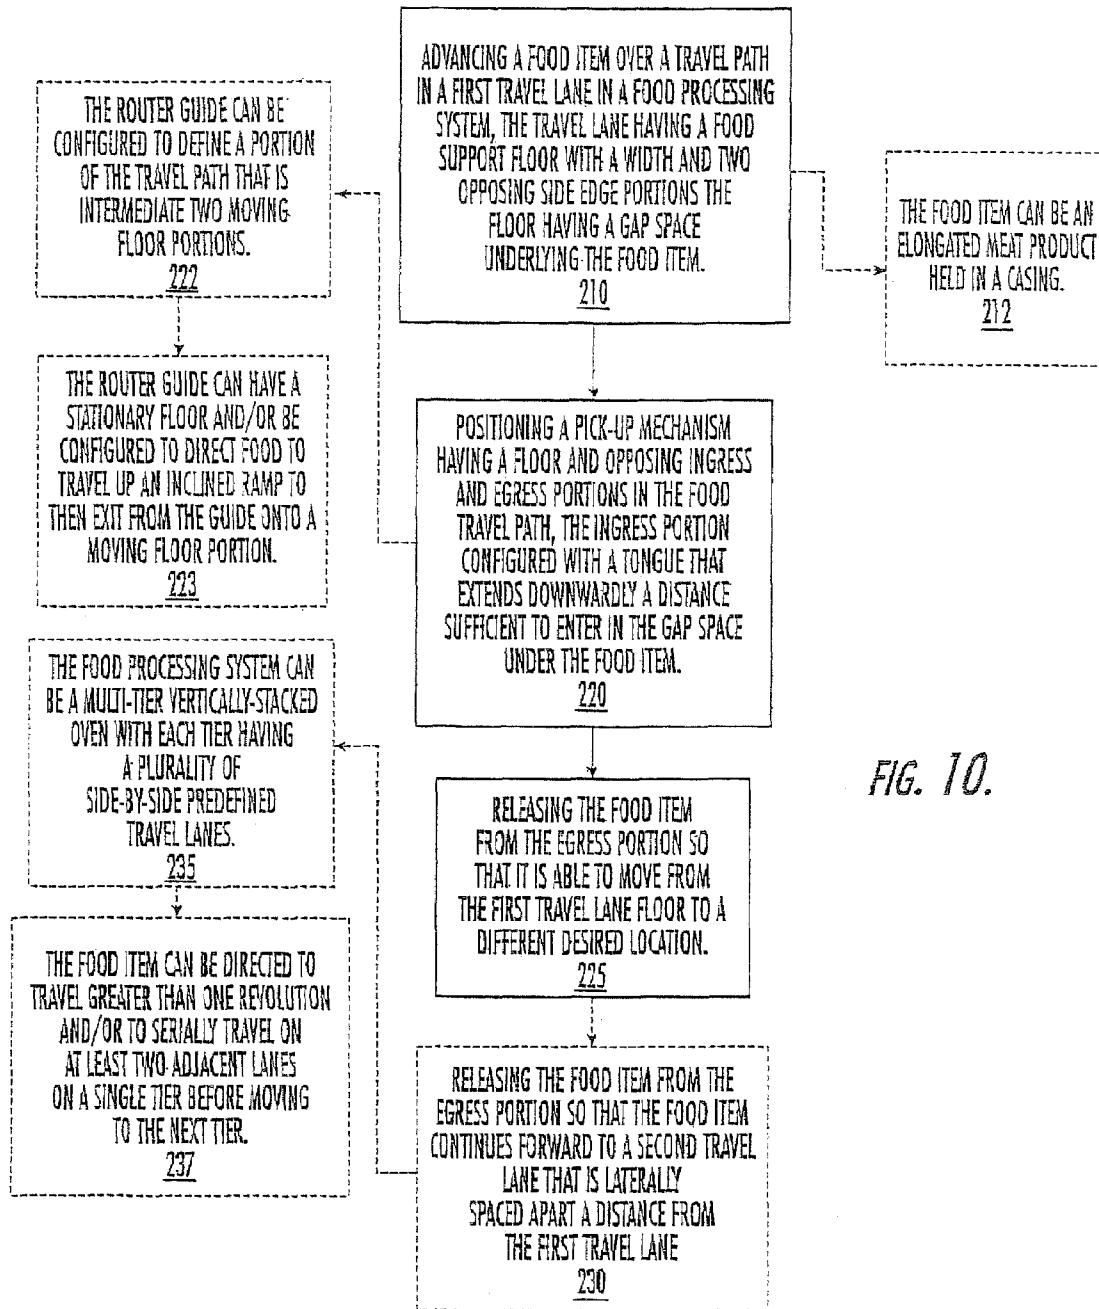 ADVANCING A FOOD ITEM OVER A TRAVEL PATH
IN A FIRST TRAVEL LANE IN A FOOD PROCESSING
SYSTEM, THE TRAVEL LANE HAVING A FOOD
SUPPORT FLOOR WITH A WIDTH AND TWO
OPPOSING SIDE EDGE PORTIONS THE
FLOOR HAVING A GAP SPACE
UNDERLYING THE FOOD ITEM.
210
THE FOOD ITEM CAN BE AN
ELONGATED MEAT PRODUCT
HELD IN A CASING.
212
POSITIONING A PICK-UP MECHANISM
HAVING A FLOOR AND OPPOSING INGRESS
AND EGRESS PORTIONS IN THE FOOD
TRAVEL PATH, THE INGRESS PORTION
CONFIGURED WITH A TONGUE THAT
EXTENDS DOWNWARDLY A DISTANCE
SUFFICIENT TO ENTER IN THE GAP SPACE
UNDER THE FOOD ITEM.
220
THE ROUTER GUIDE CAN BE
CONFIGURED TO DEFINE A PORTION
OF THE TRAVEL PATH THAT IS
INTERMEDIATE TWO MOVING
FLOOR PORTIONS.
222
THE ROUTER GUIDE CAN HAVE A
STATIONARY FLOOR AND/OR BE
CONFIGURED TO DIRECT FOOD TO
TRAVEL UP AN INCLINED RAMP TO
THEN EXIT FROM THE GUIDE ONTO A
MOVING FLOOR PORTION.
223
RELEASING THE FOOD ITEM
FROM THE EGRESS PORTION SO
THAT IT IS ABLE TO MOVE FROM
THE FIRST TRAVEL LANE FLOOR TO A
DIFFERENT DESIRED LOCATION.
225
RELEASING THE FOOD ITEM FROM THE
EGRESS PORTION SO THAT THE FOOD ITEM
CONTINUES FORWARD TO A SECOND TRAVEL
LANE THAT IS LATERALLY
SPACED APART A DISTANCE FROM
THE FIRST TRAVEL LANE
230
THE FOOD PROCESSING SYSTEM CAN
BE A MULTI-TIER VERTICALLY-STACKED
OVEN WITH EACH TIER HAVING
A PLURALITY OF
SIDE-BY-SIDE PREDEFINED
TRAVEL LANES.
235
THE FOOD ITEM CAN BE DIRECTED TO
TRAVEL GREATER THAN ONE REVOLUTION
AND/OR TO SERIALLY TRAVEL ON
AT LEAST TWO ADJACENT LANES
ON A SINGLE TIER BEFORE MOVING
TO THE NEXT TIER.
237
FIG. 10.